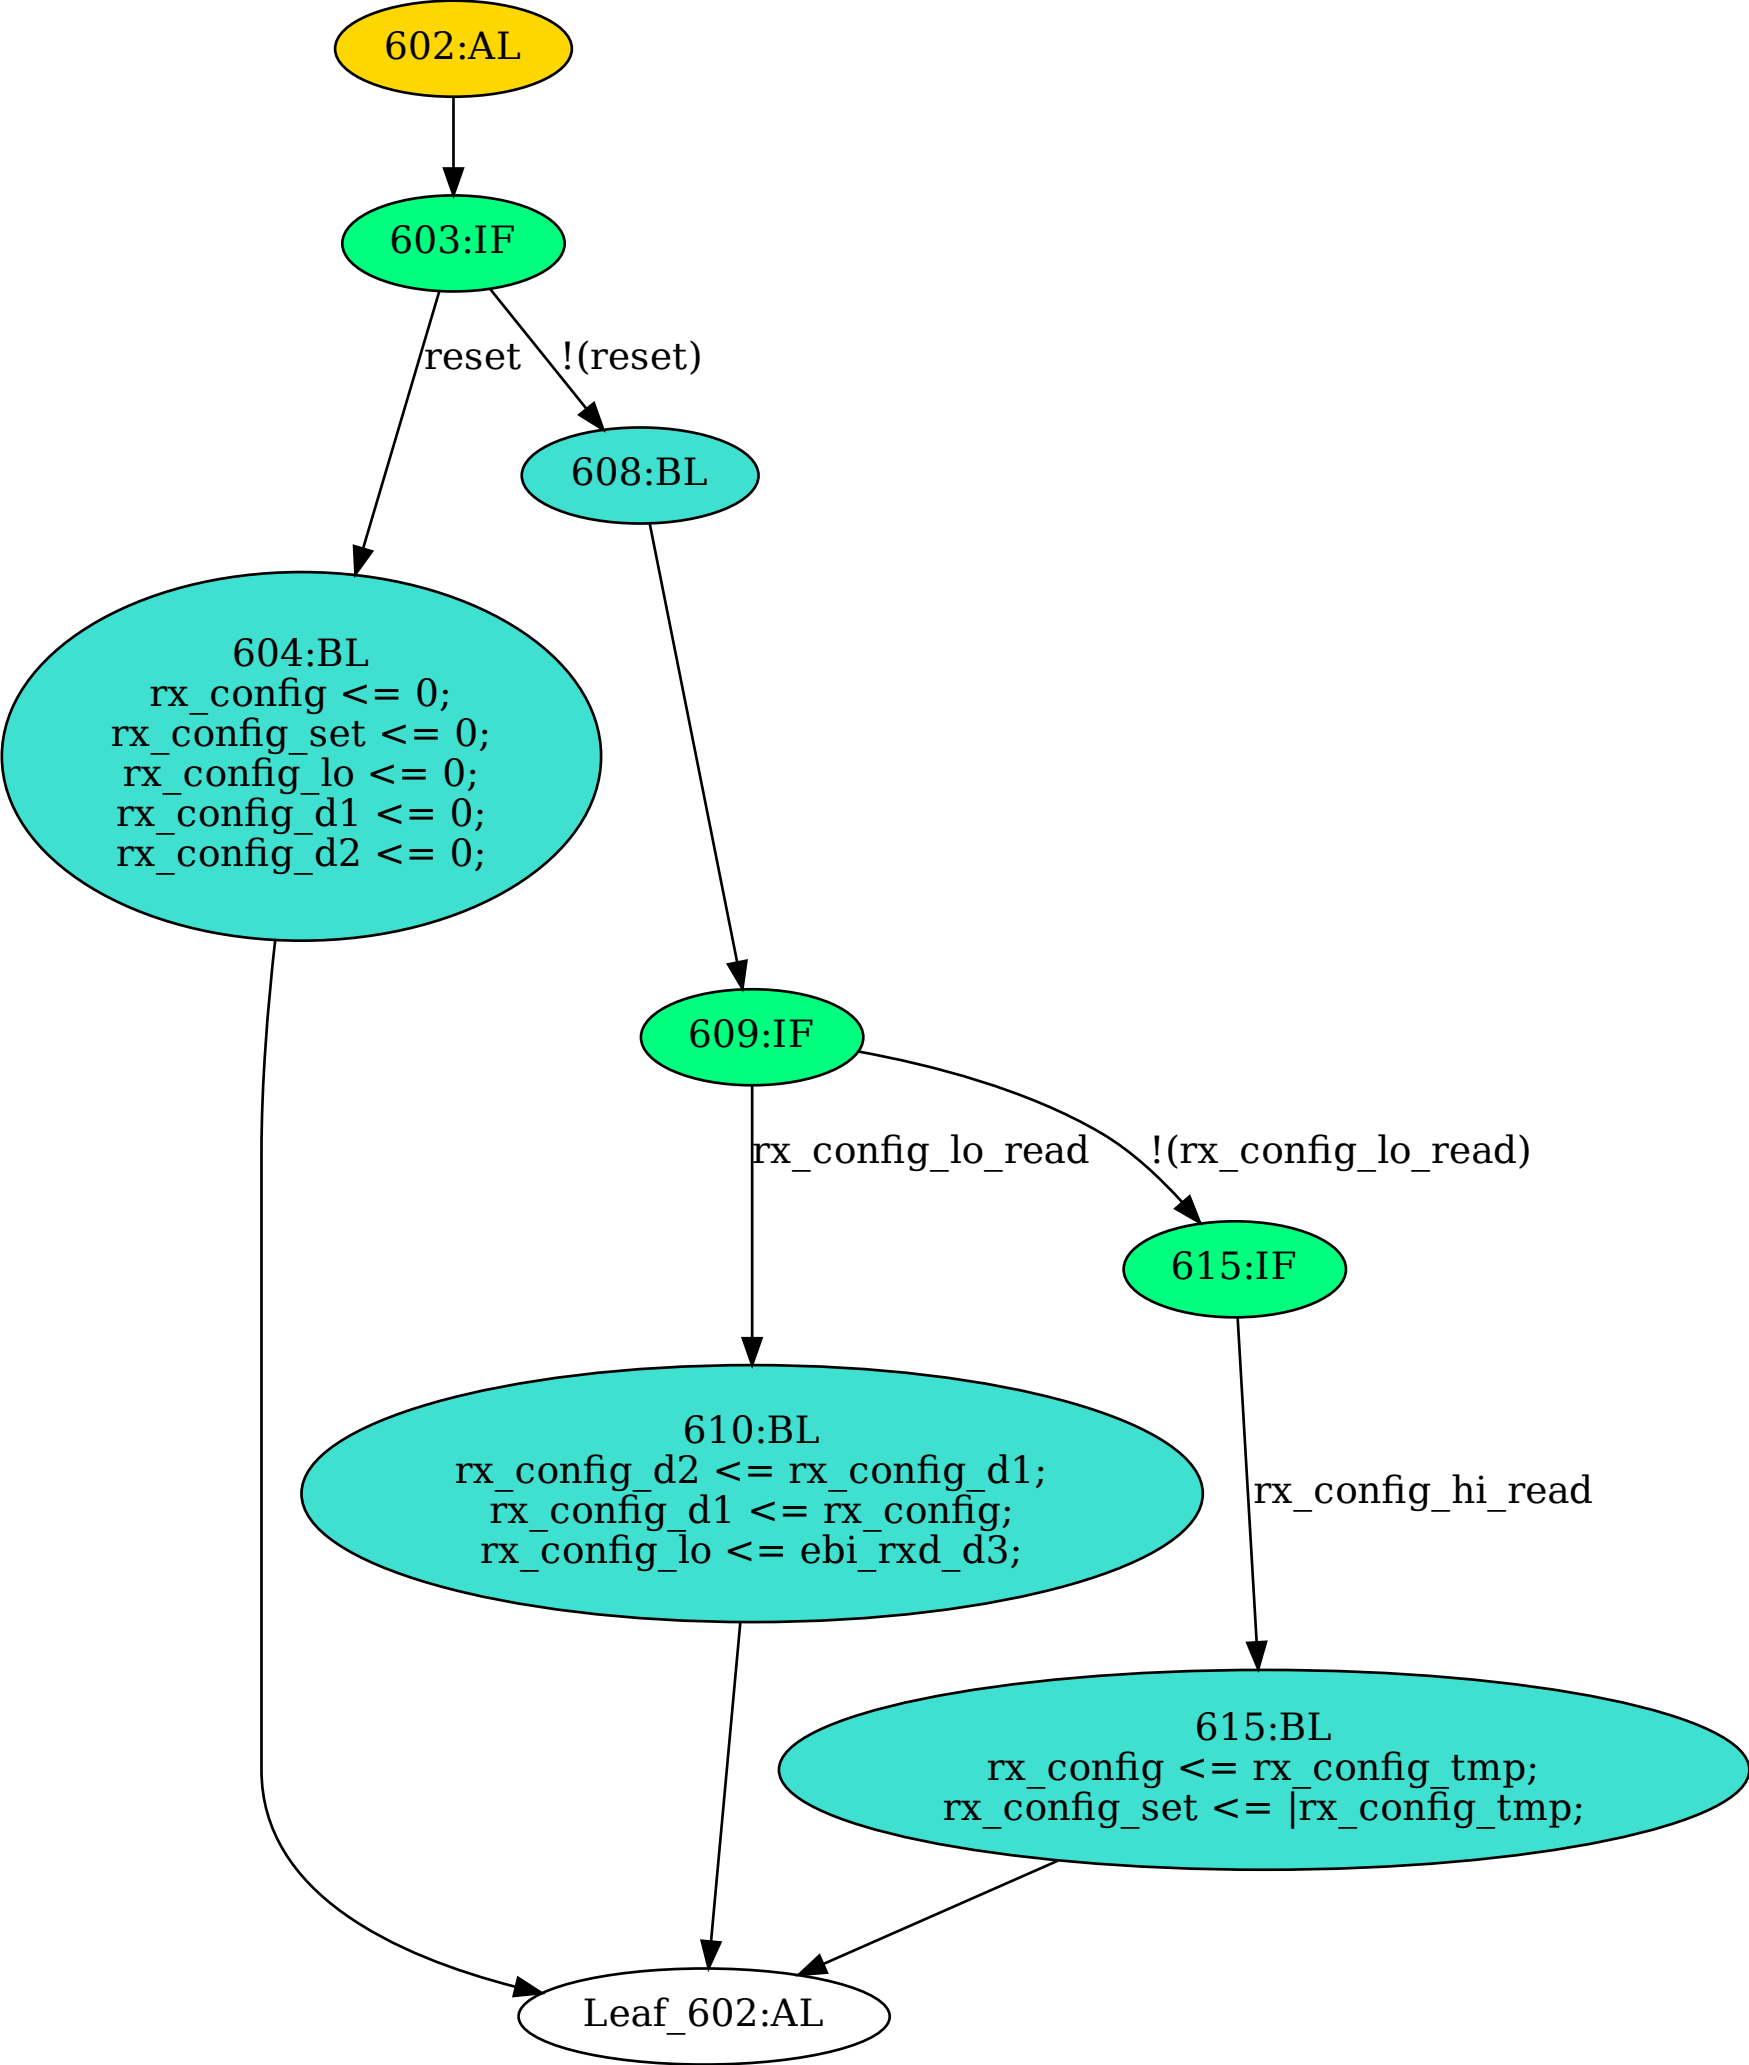 602:AL
603:IF
reset
!(reset)
608:BL
604:BL
rx_config <= 0;
rx_config_set <= 0;
rx_config_lo <= 0;
rx_config_d1 <= 0;
rx_config_d2 <= 0;
609:IF
rx_config_lo_read
!(rx_config_lo_read)
615:IF
610:BL
rx_config_d2 <= rx_config_d1;
rx_config_d1 <= rx_config;
rx_config_lo <= ebi_rxd_d3;
rx_config_hi_read
615:BL
rx_config <= rx_config_tmp;
rx_config_set <= |rx_config_tmp;
Leaf_602:AL